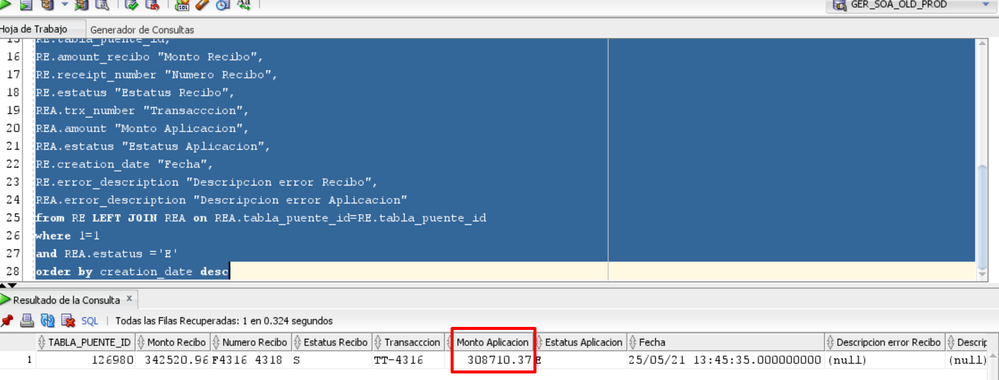 GER_SOA_OLD_PROD
Hoja de Trabajo Generador de Consultas
15 RE.tabla_puente_id,
16 RE.amount_recibo "Monto Recibo",
17 RE.receipt_number "Numero Recibo",
18 RE.estatus "Estatus Recibo",
19 REA.trx_number "Transacccion",
20 REA.amount "Monto Aplicacion",
21 REA.estatus "Estatus Aplicacion",
22 RE.creation_date "Fecha",
23 RE.error_description "Descripcion error Recibo",
24 REA.error_description "Descripcion error Aplicacion"
25 from RE LEFT JOIN REA on REA.tabla_puente_id=RE.tabla_puente_id
26 where 1=1
27 and REA.estatus ='E'
28 order by creation_date desc
Resultado de la Consulta x
SQL | Todas las Filas Recuperadas: 1 en 0.324 segundos
TABLA_PUENTE_ID Monto Recibo Numero Recibo Estatus Recibo Transacccion Monto Aplicacion Estatus Aplicacion Fecha Descripcion error Recibo Descrip
1 126980 342520.96 F4316 4318 S TT-4316 308710.37 E 25/05/21 13:45:35.000000000 (null) (null)